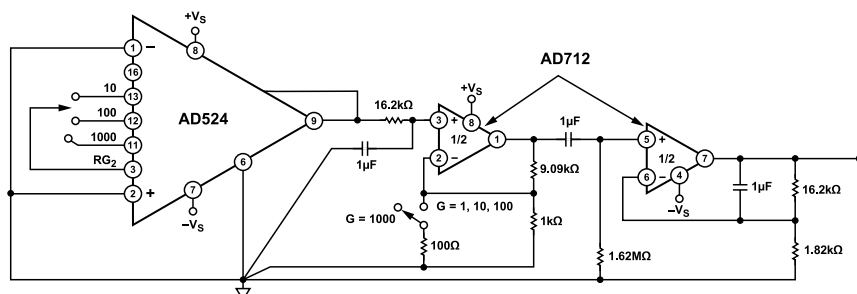 AD712
+VS
1
−
8
+VS
16
10
13
16.2kΩ
3
+
8
1µF
5
+
AD524
9
1/2
1
1/2
7
100
12
2
−
6
−
4
1000
11
1µF
9.09kΩ
1µF
16.2kΩ
RG2
3
6
−VS
2
+
7
G = 1, 10, 100
−VS
G = 1000
1kΩ
100Ω
1.62MΩ
1.82kΩ